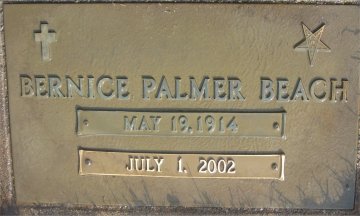 BERNICE PALMER BEACH
MAY 19, 1914
JULY 1, 2002